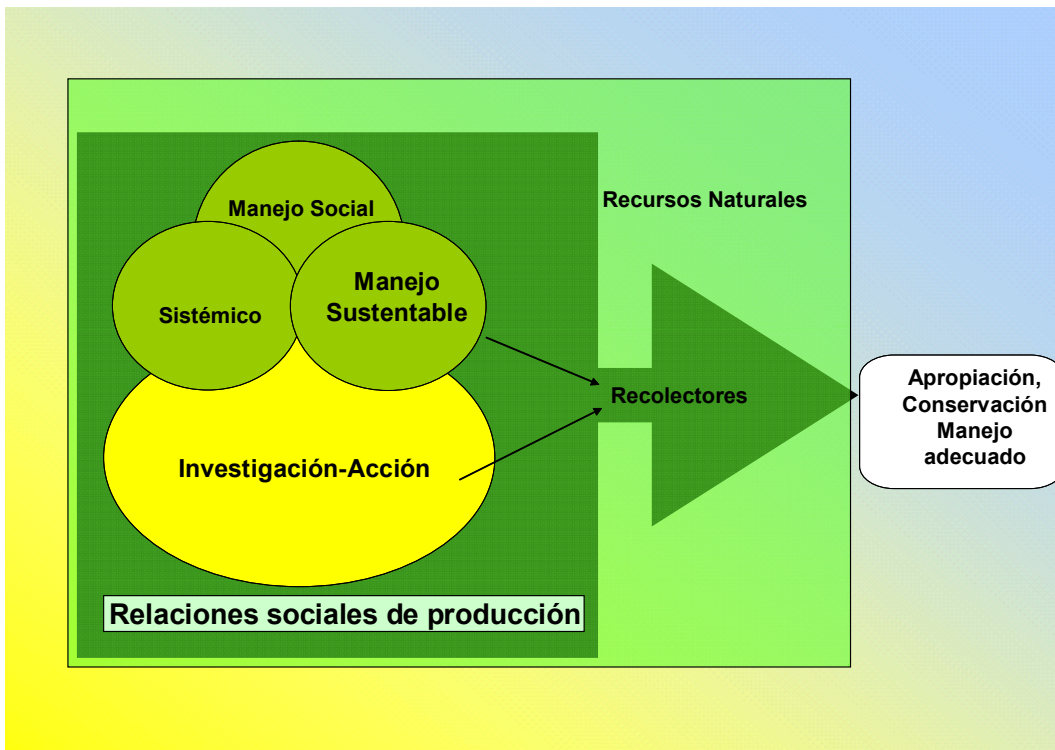 Manejo Social
Recursos Naturales
Sistémico
Manejo
Sustentable
Recolectores
Apropiación,
Conservación
Manejo
adecuado
Investigación-Acción
Relaciones sociales de producción